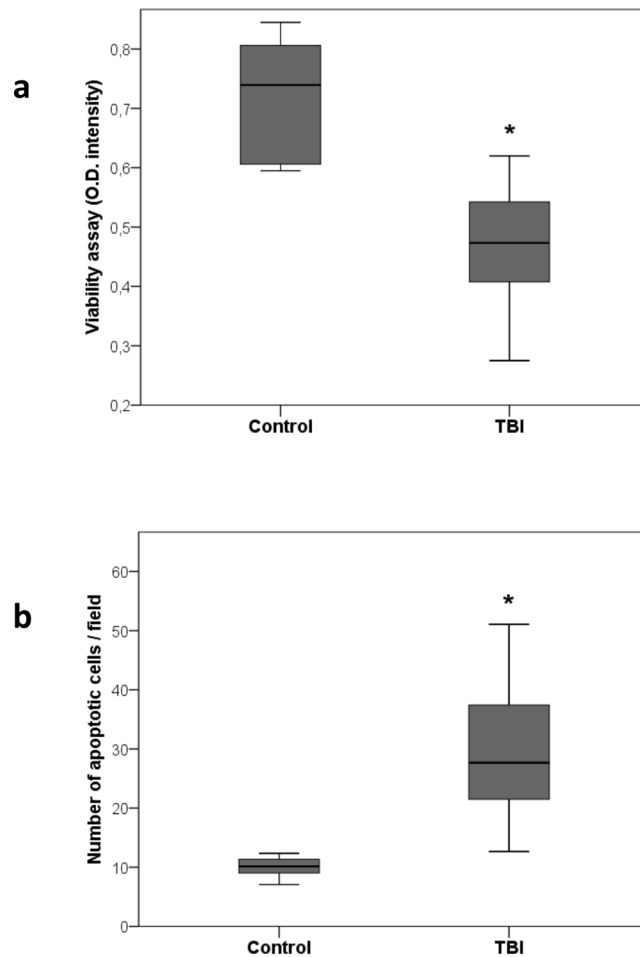 a
Viability assay (O.D. intensity)
0,8
0,7
0,6
0,5
0,4
0,3
0,2
*
Control
TBI
b
Number of apoptotic cells / field
60
50
40
30
20
10
0
*
Control
TBI